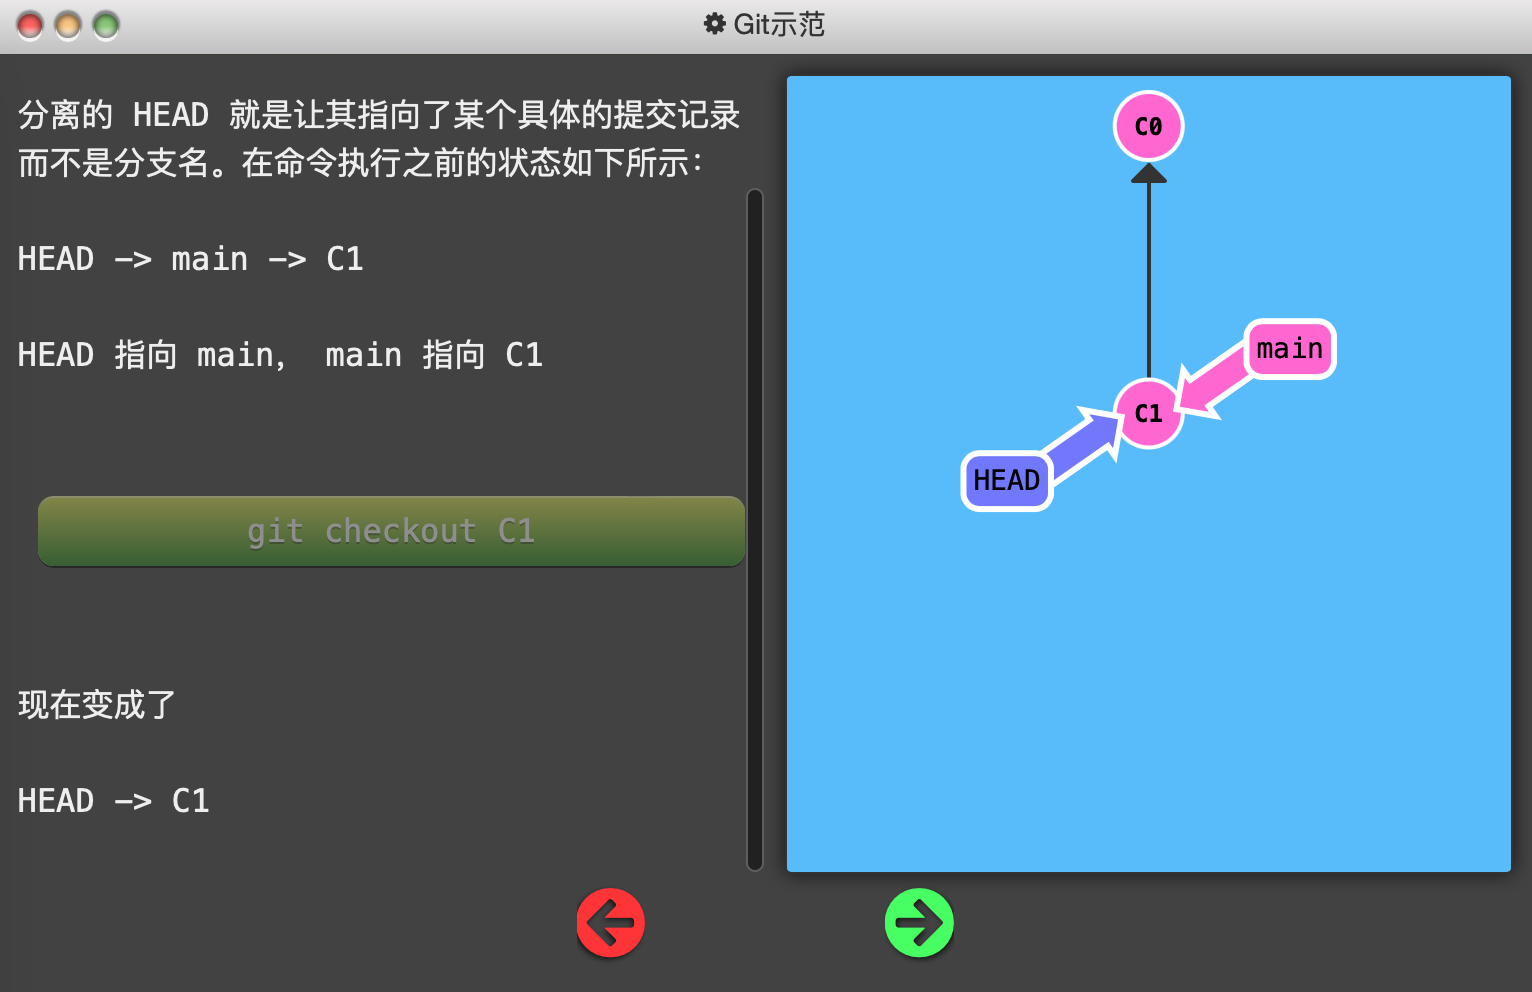 Git示范
分离的 HEAD 就是让其指向了某个具体的提交记录
而不是分支名。在命令执行之前的状态如下所示：
HEAD -> main -> C1
HEAD 指向 main， main 指向 C1
git checkout C1
现在变成了
HEAD -> C1
C0
main
C1
HEAD